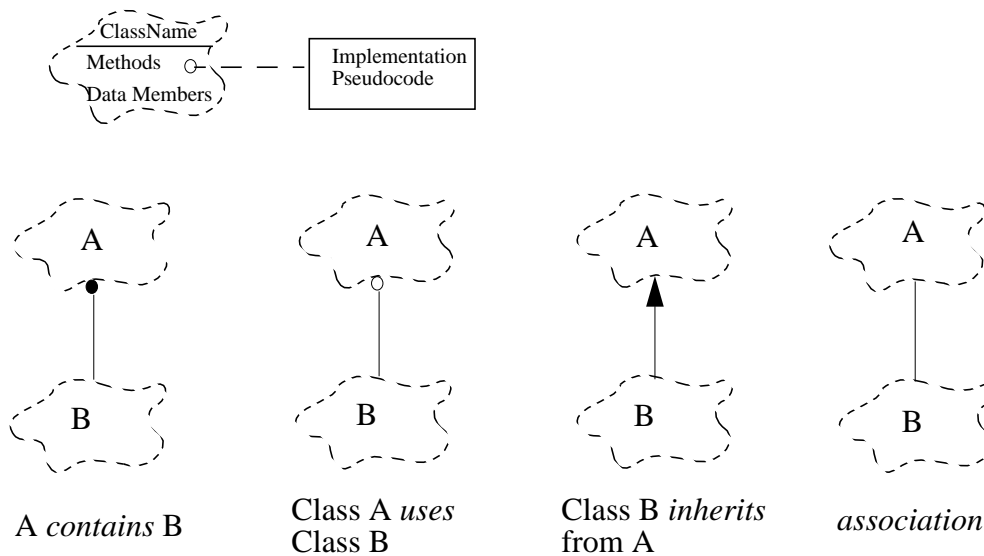 ClassName
Methods
Data Members
Implementation
Pseudocode
A
B
A contains B
A
B
Class A uses
Class B
A
B
Class B inherits
from A
A
B
association